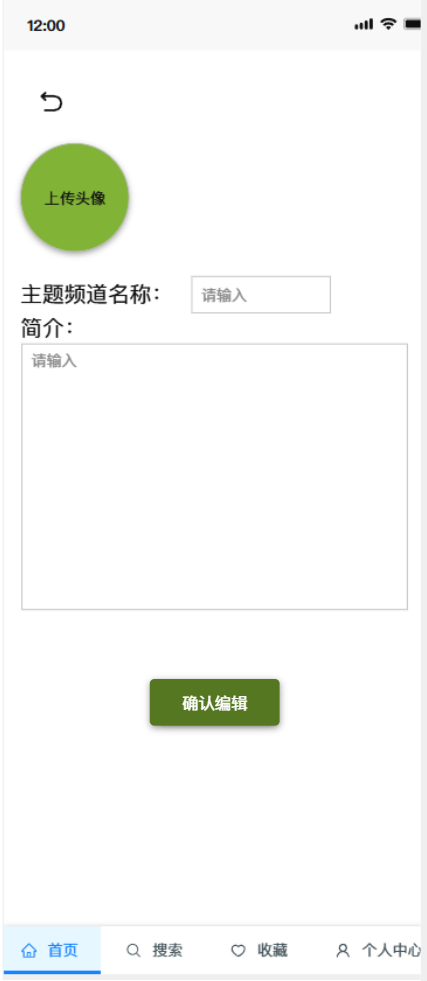 12:00
上传头像
主题频道名称： 请输入
简介：
请输入
确认编辑
首页 搜索 收藏 个人中心